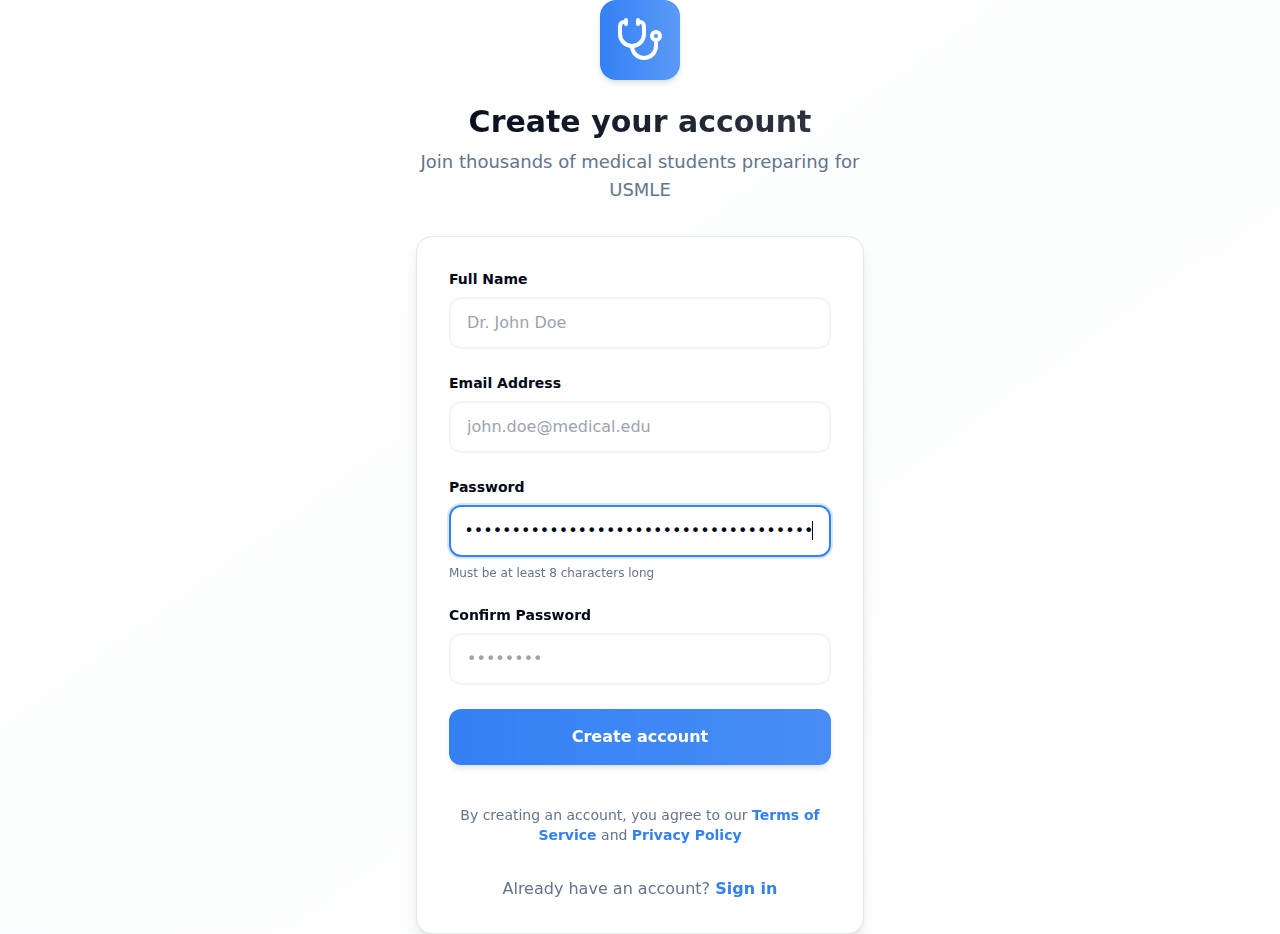 Create your account
Join thousands of medical students preparing for
USMLE
Full Name
Dr. John Doe
Email Address
john.doe@medical.edu
Password
•••••••••••••••••••••••••••••••••••••
Must be at least 8 characters long
Confirm Password
••••••••
Create account
By creating an account, you agree to our Terms of
Service and Privacy Policy
Already have an account? Sign in